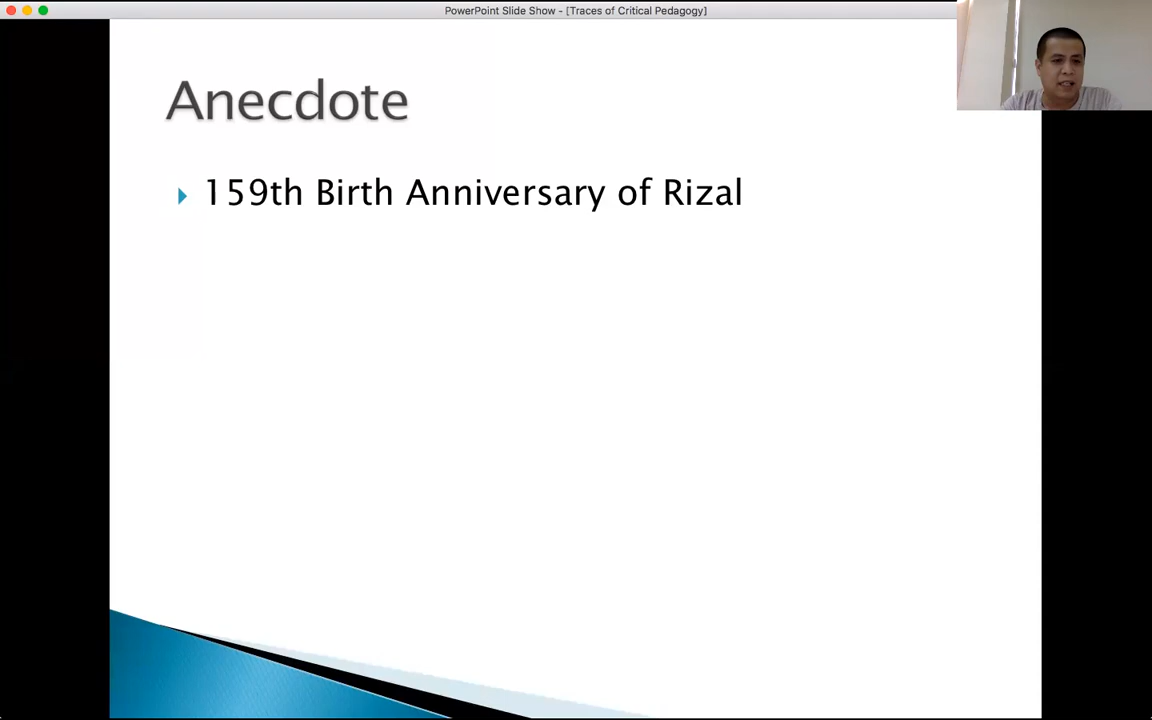 PowerPoint Slide Show - [Traces of Critical Pedagogy]
Anecdote
159th Birth Anniversary of Rizal